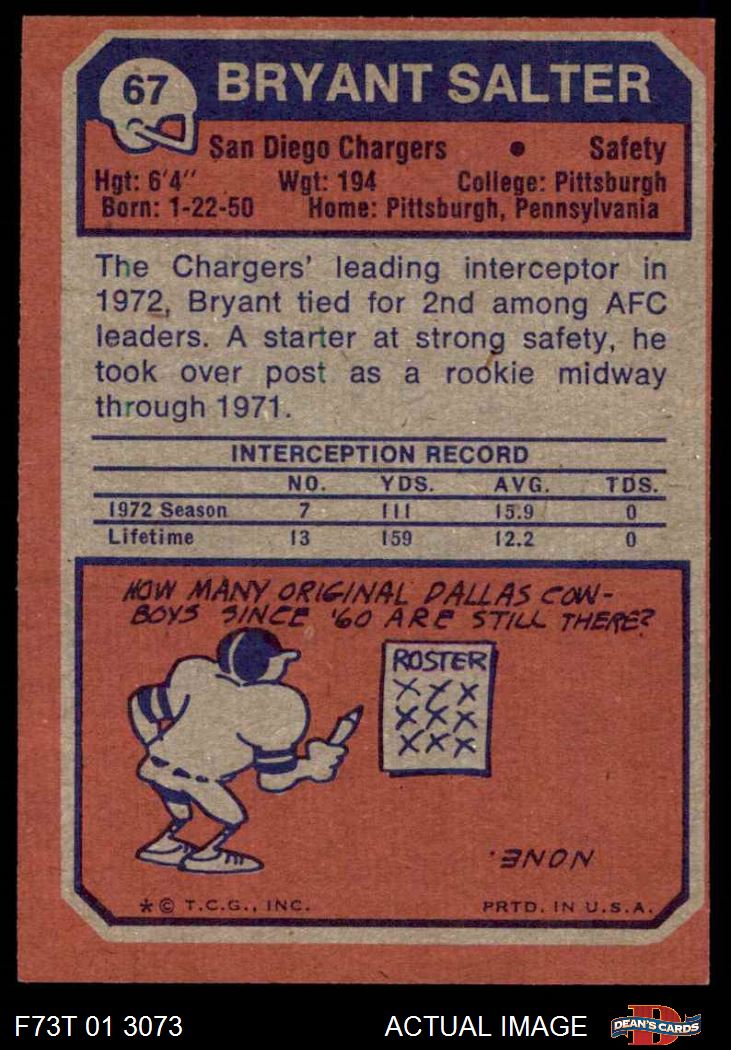 67
BRYANT SALTER
San Diego Chargers • Safety
Hgt: 6'4" Wgt: 194 College: Pittsburgh
Born: 1-22-50 Home: Pittsburgh, Pennsylvania
The Chargers' leading interceptor in
1972, Bryant tied for 2nd among AFC
leaders. A starter at strong safety, he
took over post as a rookie midway
through 1971.
INTERCEPTION RECORD
NO. YDS. AVG. TDS.
1972 Season 7 111 15.9 0
Lifetime 13 159 12.2 0
HOW MANY ORIGINAL DALLAS COW-
BOYS SINCE '60 ARE STILL THERE?
ROSTER
XXX
XXX
XXX
NONE.
* © T.C.G., INC. PRTD. IN U.S.A.
F73T 01 3073 ACTUAL IMAGE D DEAN'S CARDS